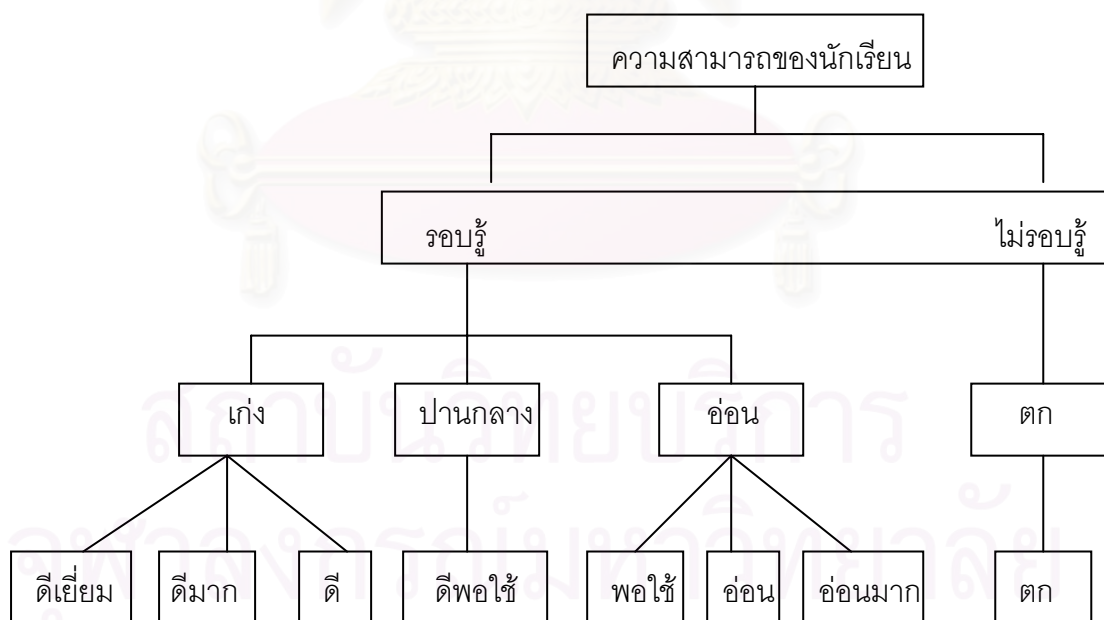 ความสามารถของนักเรียน
รอบรู้ ไม่รอบรู้
เก่ง ปานกลาง อ่อน ตก
สถาบันวิทยบริการ
จุฬาลงกรณ์มหาวิทยาลัย
ดีเยี่ยม ดีมาก ดี ดีพอใช้ พอใช้ อ่อน อ่อนมาก ตก